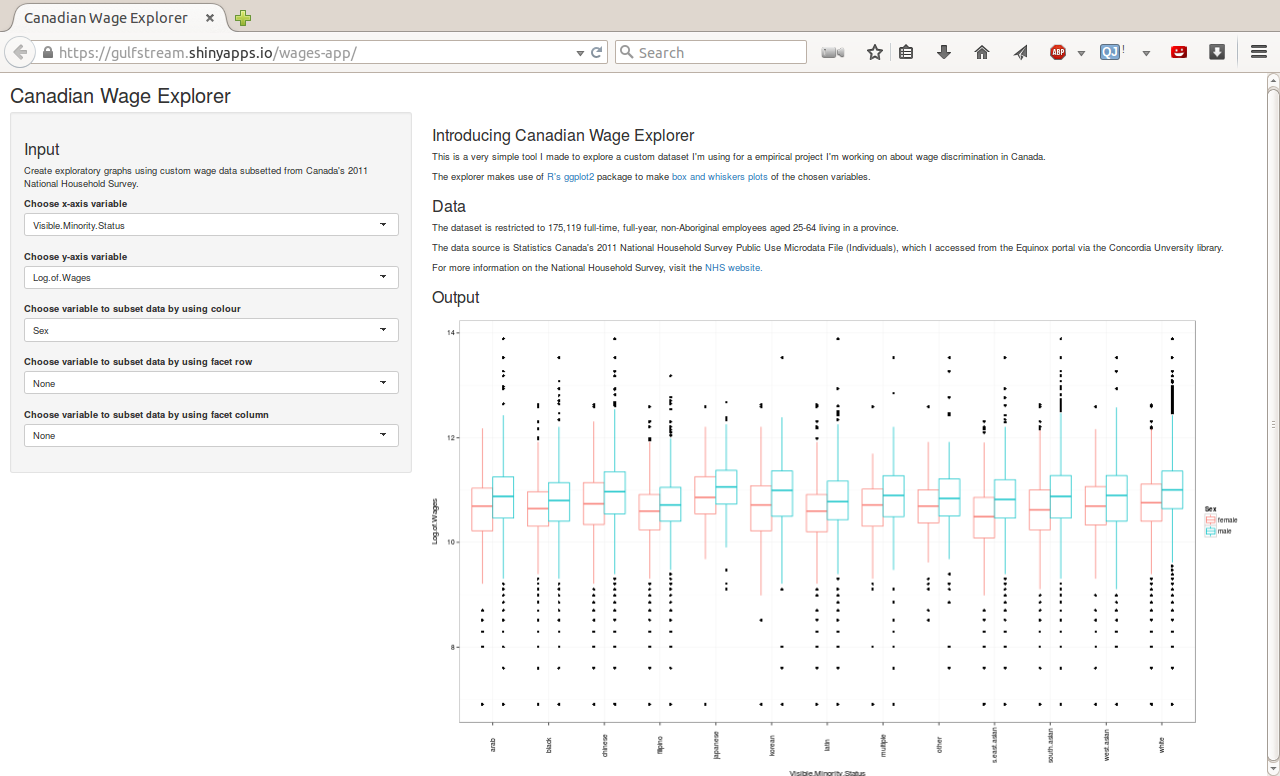 Canadian Wage Explorer
https://gulfstream.shinyapps.io/wages-app/
Search
ABP
QJ !
Canadian Wage Explorer
Input
Create exploratory graphs using custom wage data subsetted from Canada's 2011
National Household Survey.
Choose x-axis variable
Visible.Minority.Status
Choose y-axis variable
Log.of.Wages
Choose variable to subset data by using colour
Sex
Choose variable to subset data by using facet row
None
Choose variable to subset data by using facet column
None
Introducing Canadian Wage Explorer
This is a very simple tool I made to explore a custom dataset I'm using for a empirical project I'm working on about wage discrimination in Canada.
The explorer makes use of R's ggplot2 package to make box and whiskers plots of the chosen variables.
Data
The dataset is restricted to 175,119 full-time, full-year, non-Aboriginal employees aged 25-64 living in a province.
The data source is Statistics Canada's 2011 National Household Survey Public Use Microdata File (Individuals), which I accessed from the Equinox portal via the Concordia Unversity library.
For more information on the National Household Survey, visit the NHS website.
Output
14
12
10
8
Log.of.Wages
arab
black
chinese
filipino
japanese
korean
latin
multiple
other
s.east.asian
south.asian
west.asian
white
Visible.Minority.Status
Sex
female
male